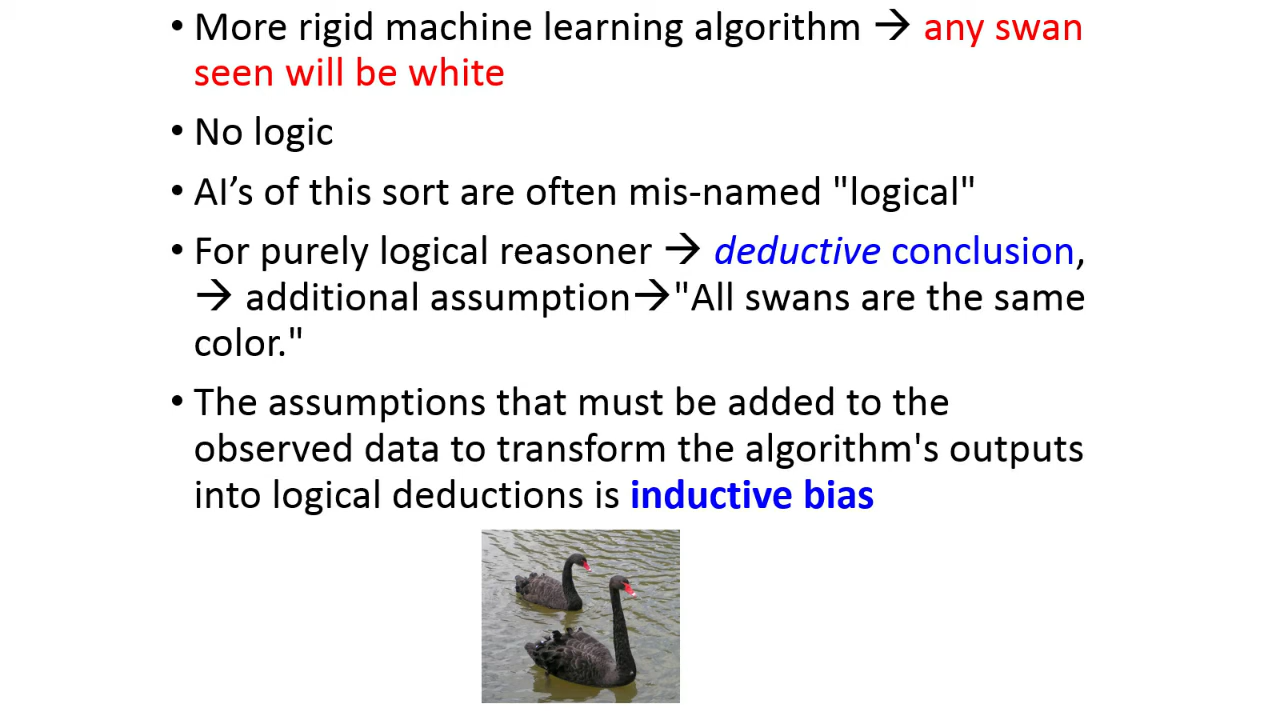 • More rigid machine learning algorithm → any swan
seen will be white
• No logic
• AI’s of this sort are often mis-named "logical"
• For purely logical reasoner → deductive conclusion,
→ additional assumption→"All swans are the same
color."
• The assumptions that must be added to the
observed data to transform the algorithm's outputs
into logical deductions is inductive bias